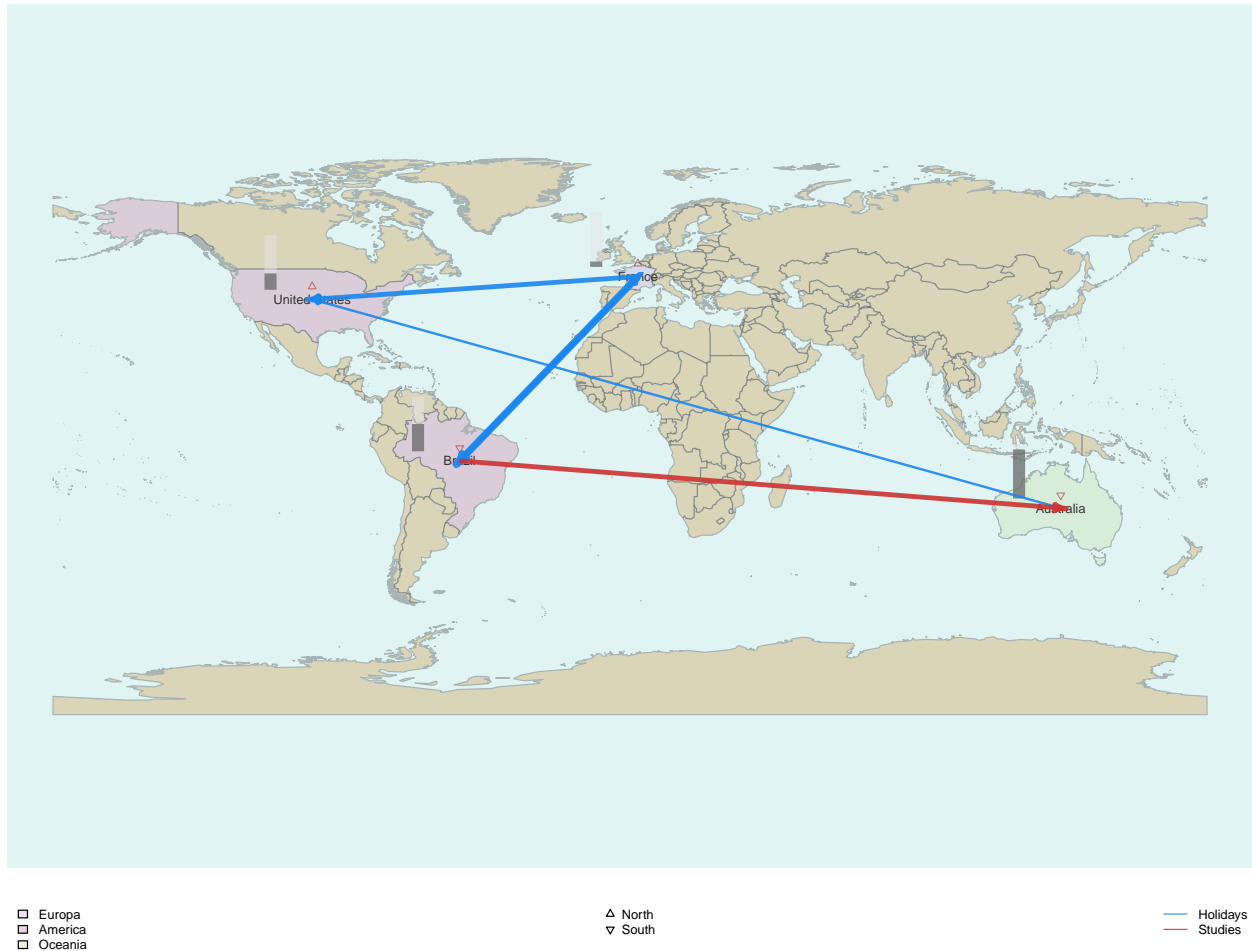 France
United States
Brazil
Australia
Europa
America
Oceania
North
South
Holidays
Studies